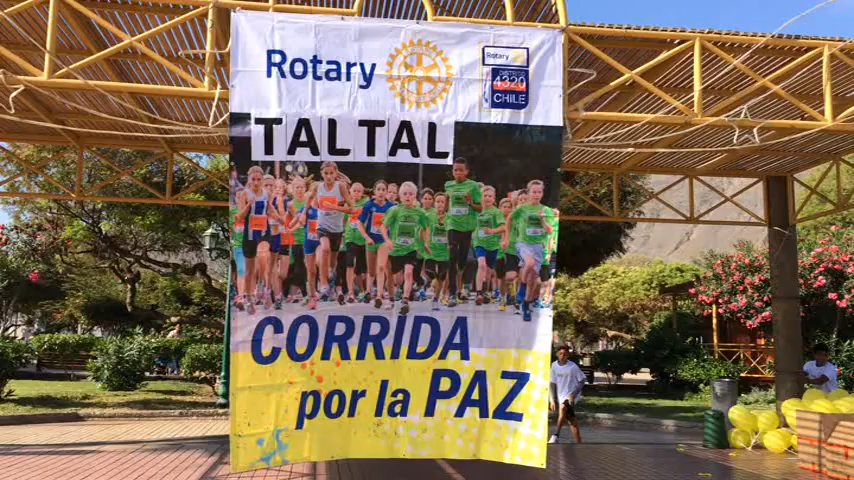 Rotary
Rotary
DISTRITO
4320
CHILE
TALTAL
CORRIDA
por la PAZ